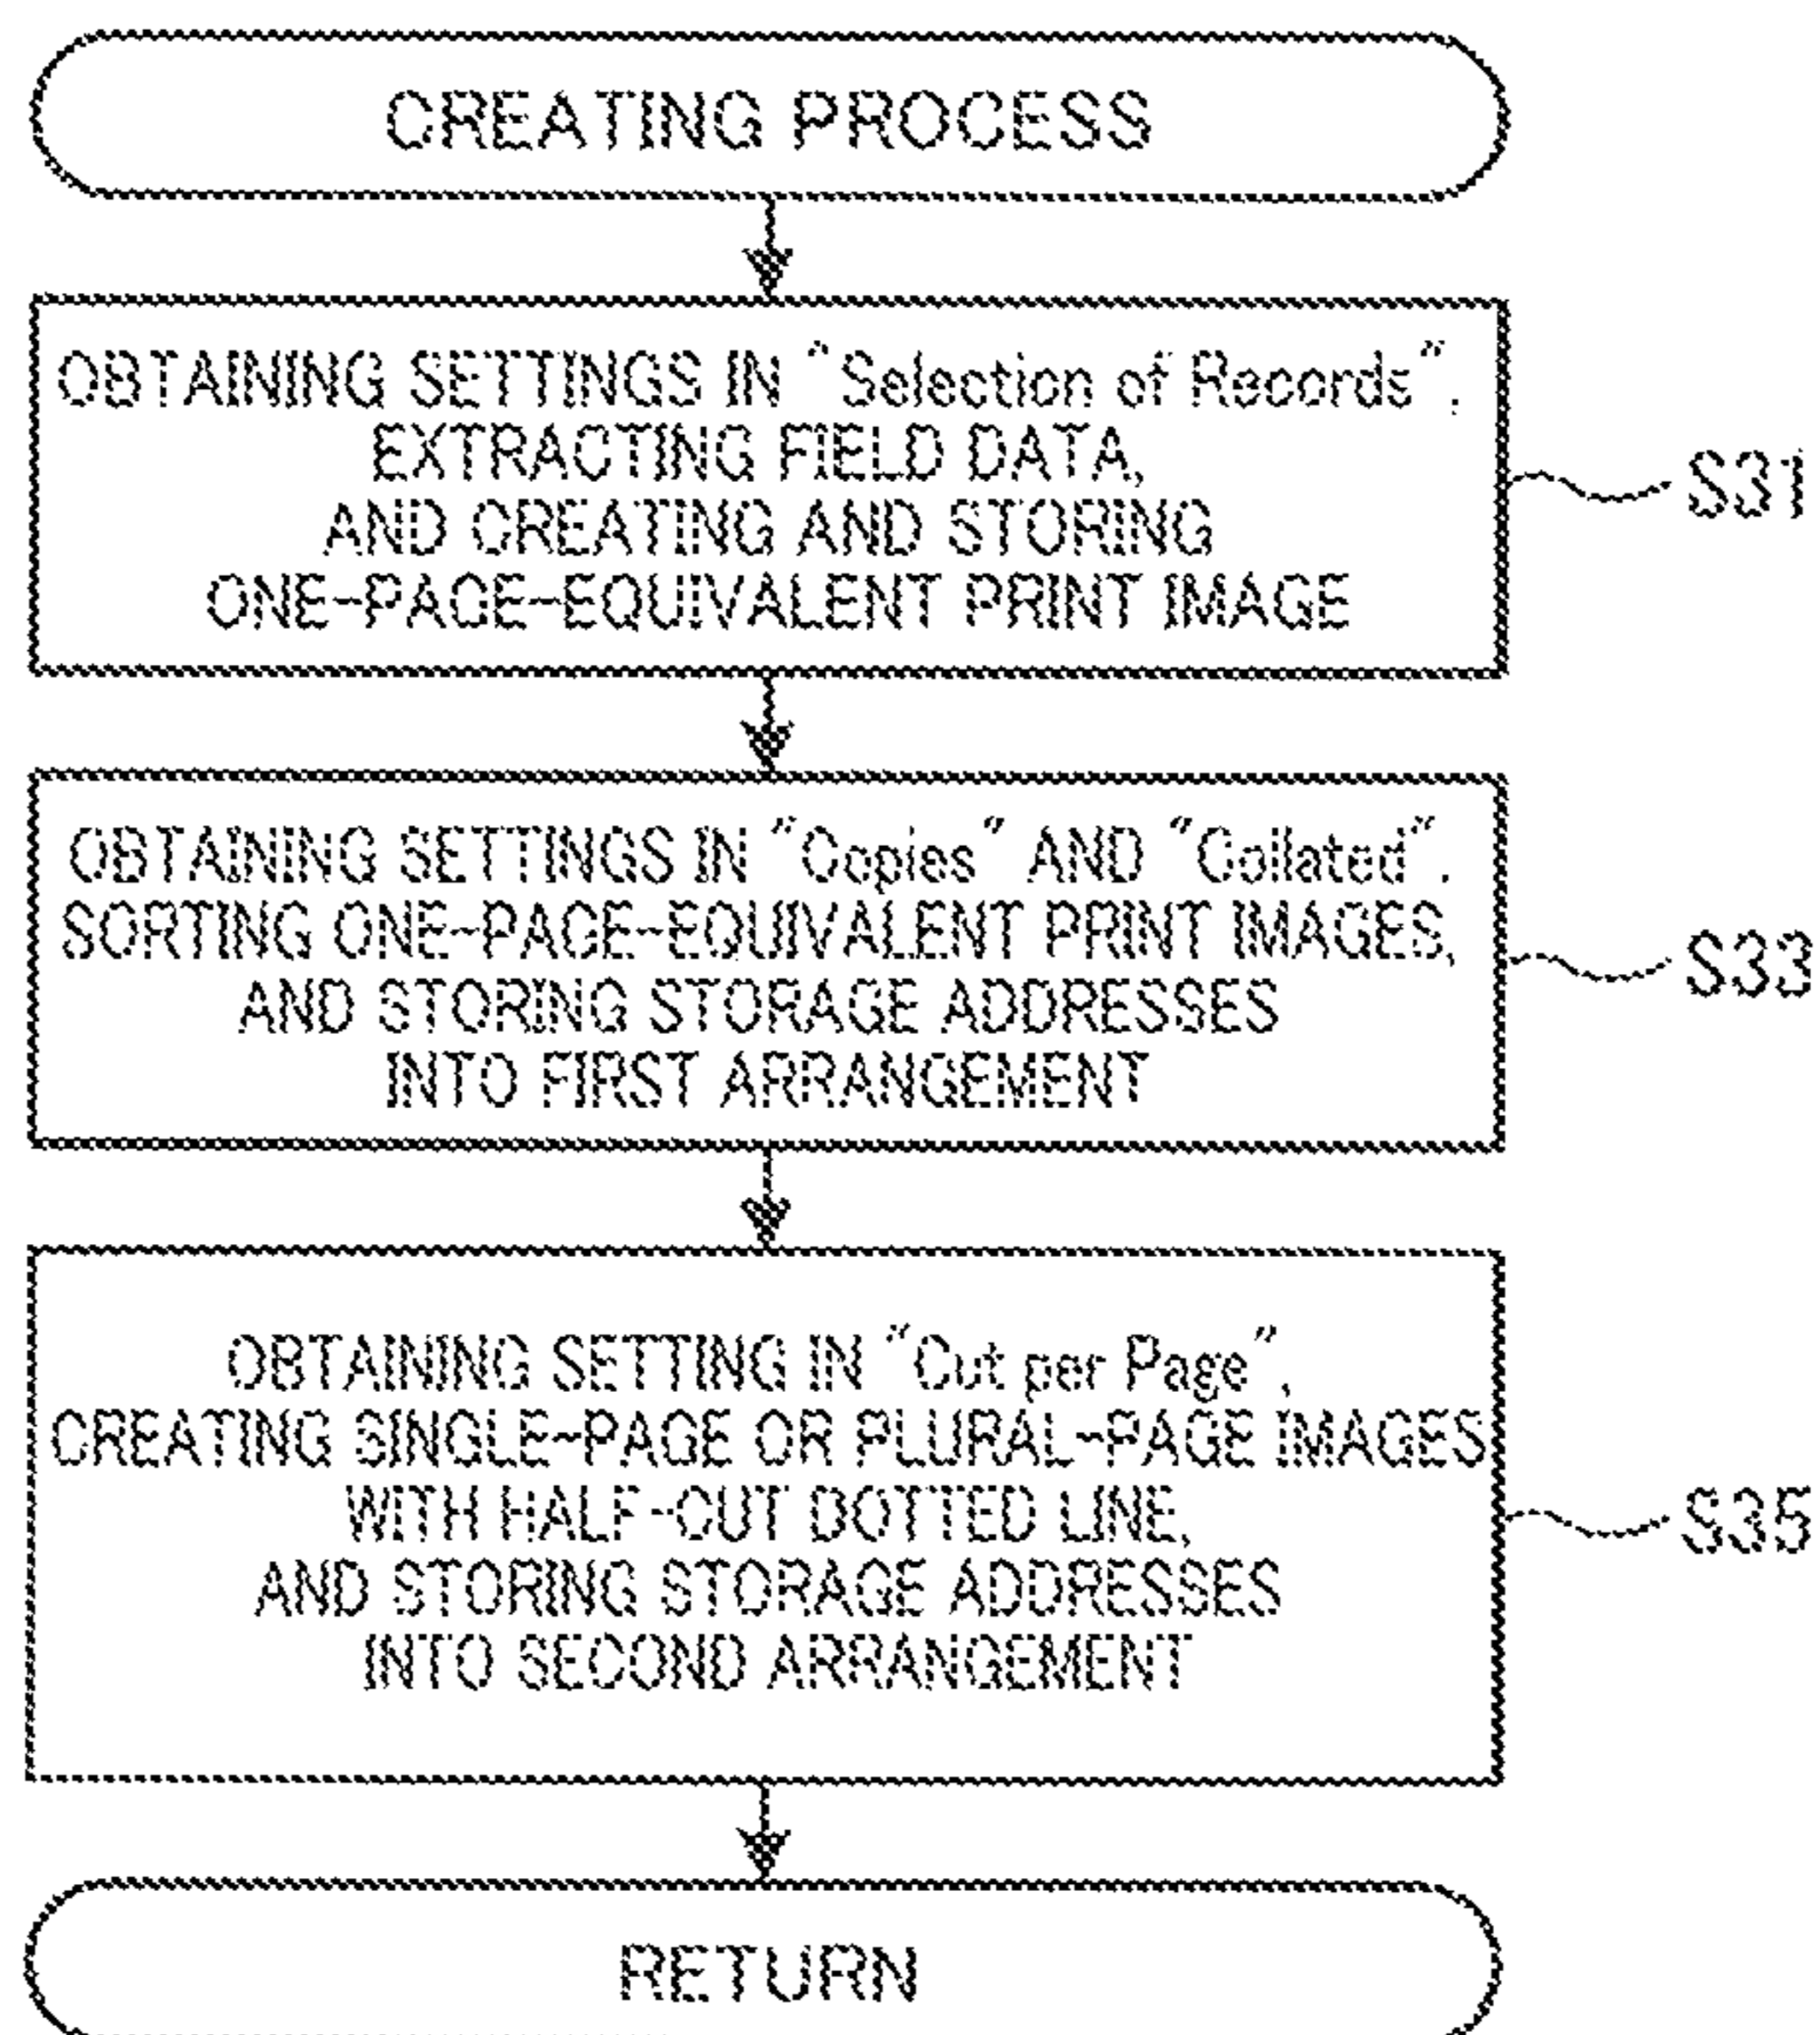 CREATING PROCESS
OBTAINING SETTINGS IN "Selection of Records",
EXTRACTING FIELD DATA,
AND CREATING AND STORING
ONE-PAGE-EQUIVALENT PRINT IMAGE
S31
OBTAINING SETTINGS IN "Copies" AND "Collated",
SORTING ONE-PAGE-EQUIVALENT PRINT IMAGES,
AND STORING STORAGE ADDRESSES
INTO FIRST ARRANGEMENT
S33
OBTAINING SETTING IN "Cut per Page",
CREATING SINGLE-PAGE OR PLURAL-PAGE IMAGES
WITH HALF-CUT DOTTED LINE,
AND STORING STORAGE ADDRESSES
INTO SECOND ARRANGEMENT
S35
RETURN